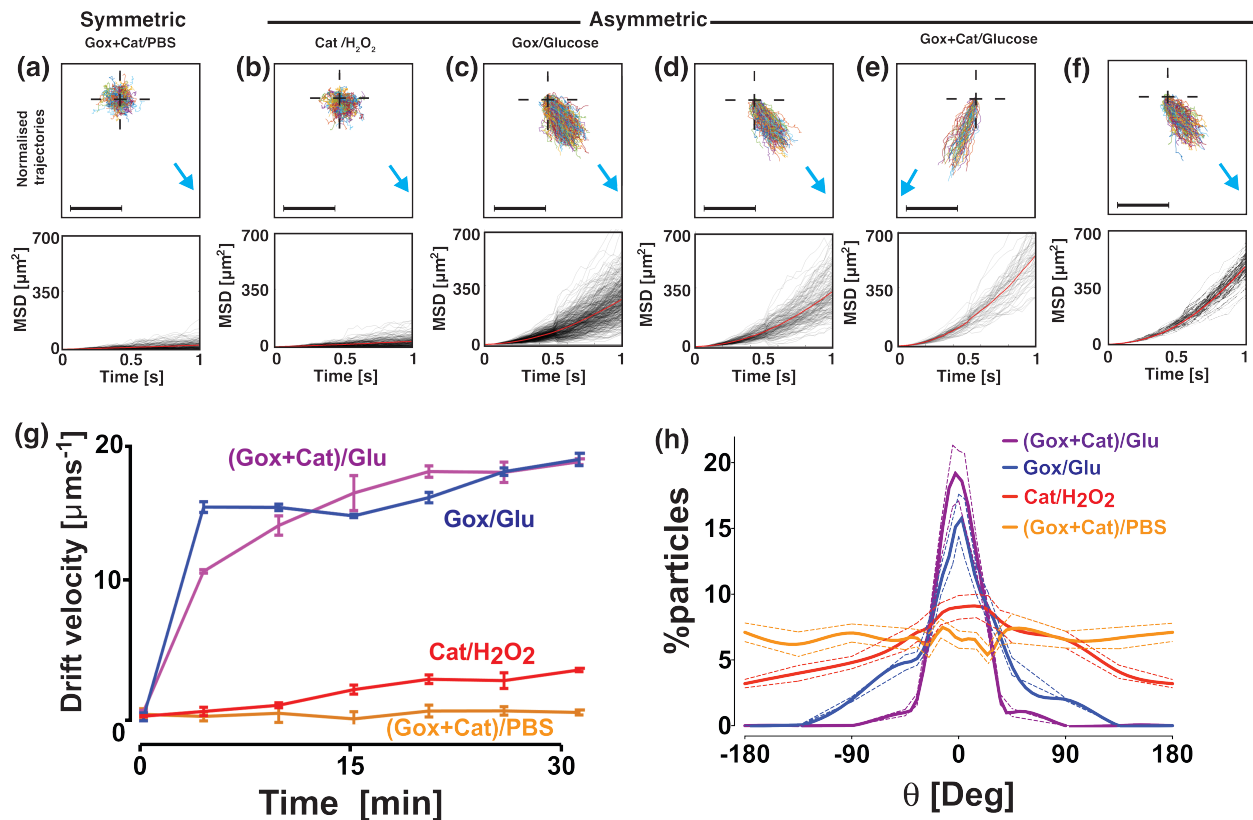 Symmetric
Asymmetric
Gox+Cat/PBS
Cat /H2O2
Gox/Glucose
Gox+Cat/Glucose
(a)
(b)
(c)
(d)
(e)
(f)
Normalised
trajectories
700
350
0
MSD [µm²]
0 0.5 1
Time [s]
700
350
0
MSD [µm²]
0 0.5 1
Time [s]
700
350
0
MSD [µm²]
0 0.5 1
Time [s]
700
350
0
MSD [µm²]
0 0.5 1
Time [s]
700
350
0
MSD [µm²]
0 0.5 1
Time [s]
700
350
0
MSD [µm²]
0 0.5 1
Time [s]
(g)
Drift velocity [µms⁻¹]
20
10
0
(Gox+Cat)/Glu
Gox/Glu
Cat/H2O2
(Gox+Cat)/PBS
0 15 30
Time [min]
(h)
%particles
20
15
10
5
0
(Gox+Cat)/Glu
Gox/Glu
Cat/H2O2
(Gox+Cat)/PBS
-180 -90 0 90 180
θ [Deg]